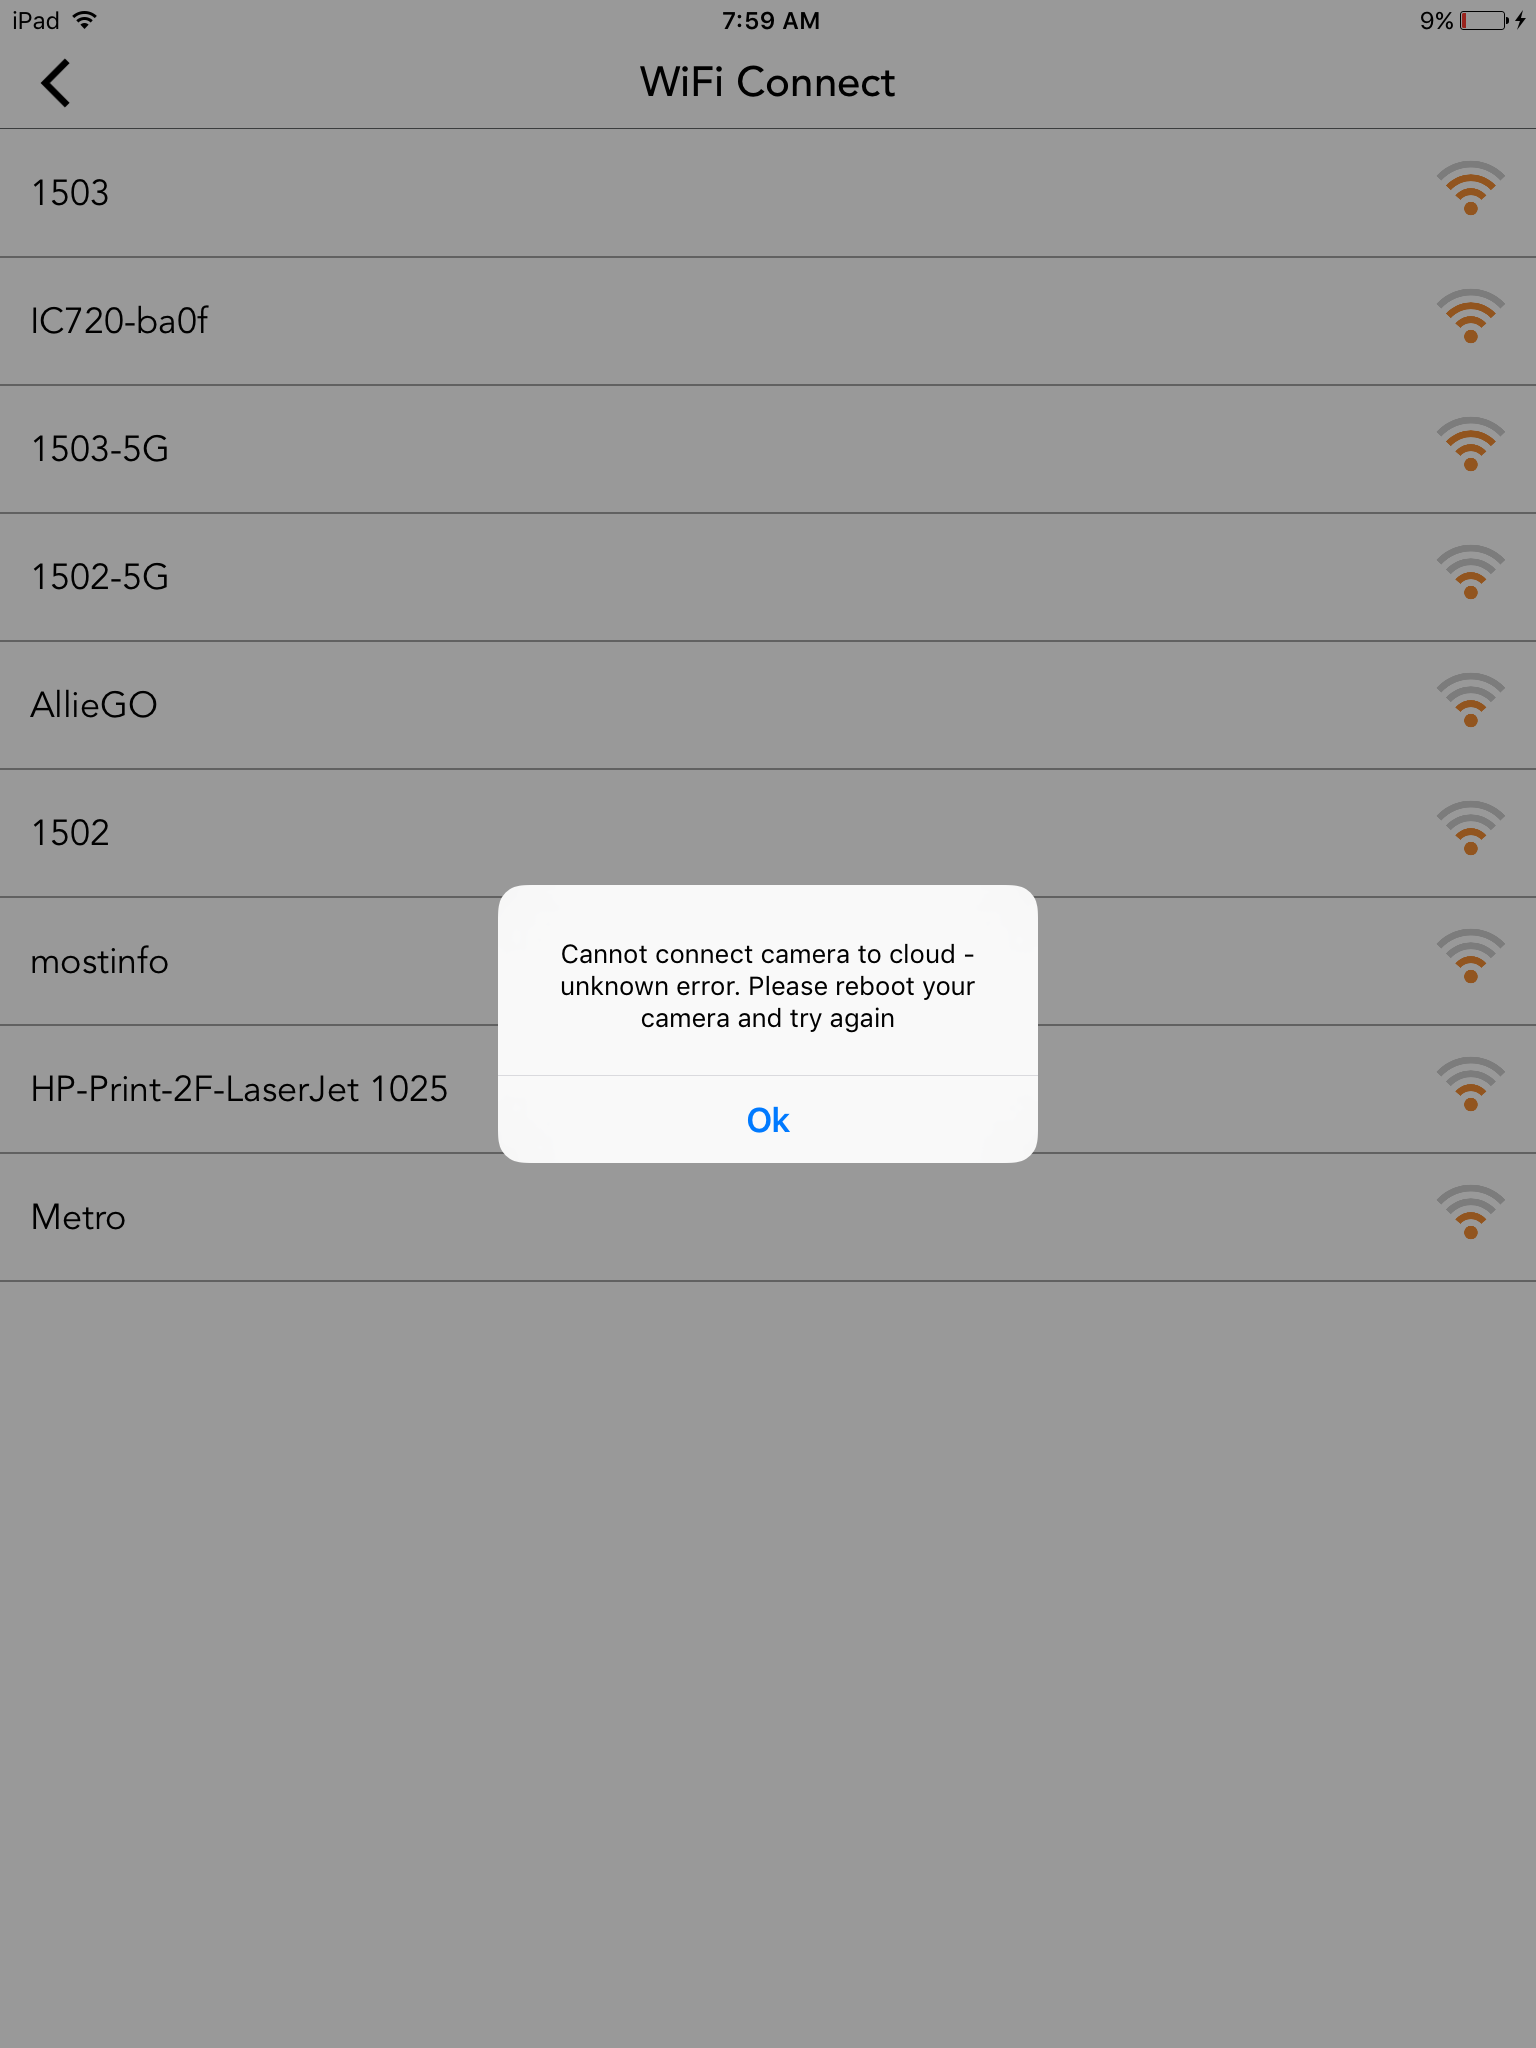 iPad 7:59 AM 9%
WiFi Connect
1503
IC720-ba0f
1503-5G
1502-5G
AllieGO
1502
mostinfo
HP-Print-2F-LaserJet 1025
Metro
Cannot connect camera to cloud -
unknown error. Please reboot your
camera and try again
Ok